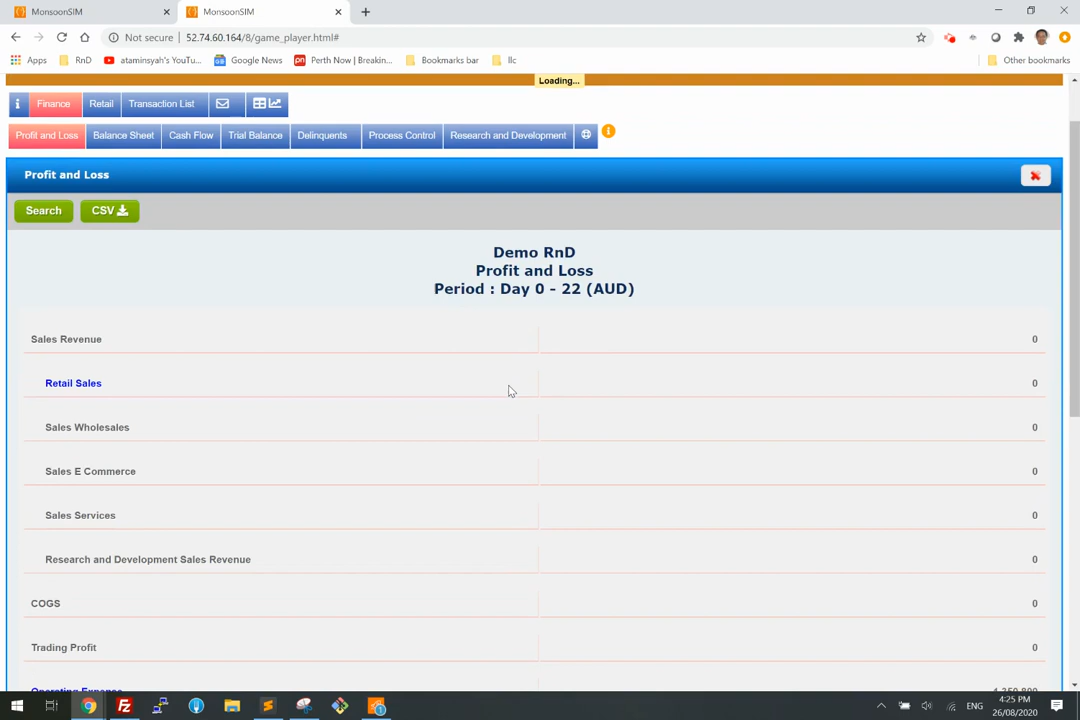 MonsoonSIM
MonsoonSIM
Not secure 52.74.60.164/8/game_player.html#
Apps RnD ataminsyah's YouTu... Google News Perth Now | Breakin... Bookmarks bar llc Other bookmarks
Loading...
Finance Retail Transaction List
Profit and Loss Balance Sheet Cash Flow Trial Balance Delinquents Process Control Research and Development
Profit and Loss
Search CSV
Demo RnD
Profit and Loss
Period : Day 0 - 22 (AUD)
Sales Revenue 0
Retail Sales 0
Sales Wholesales 0
Sales E Commerce 0
Sales Services 0
Research and Development Sales Revenue 0
COGS 0
Trading Profit 0
Operating Expense
ENG
4:25 PM
26/08/2020